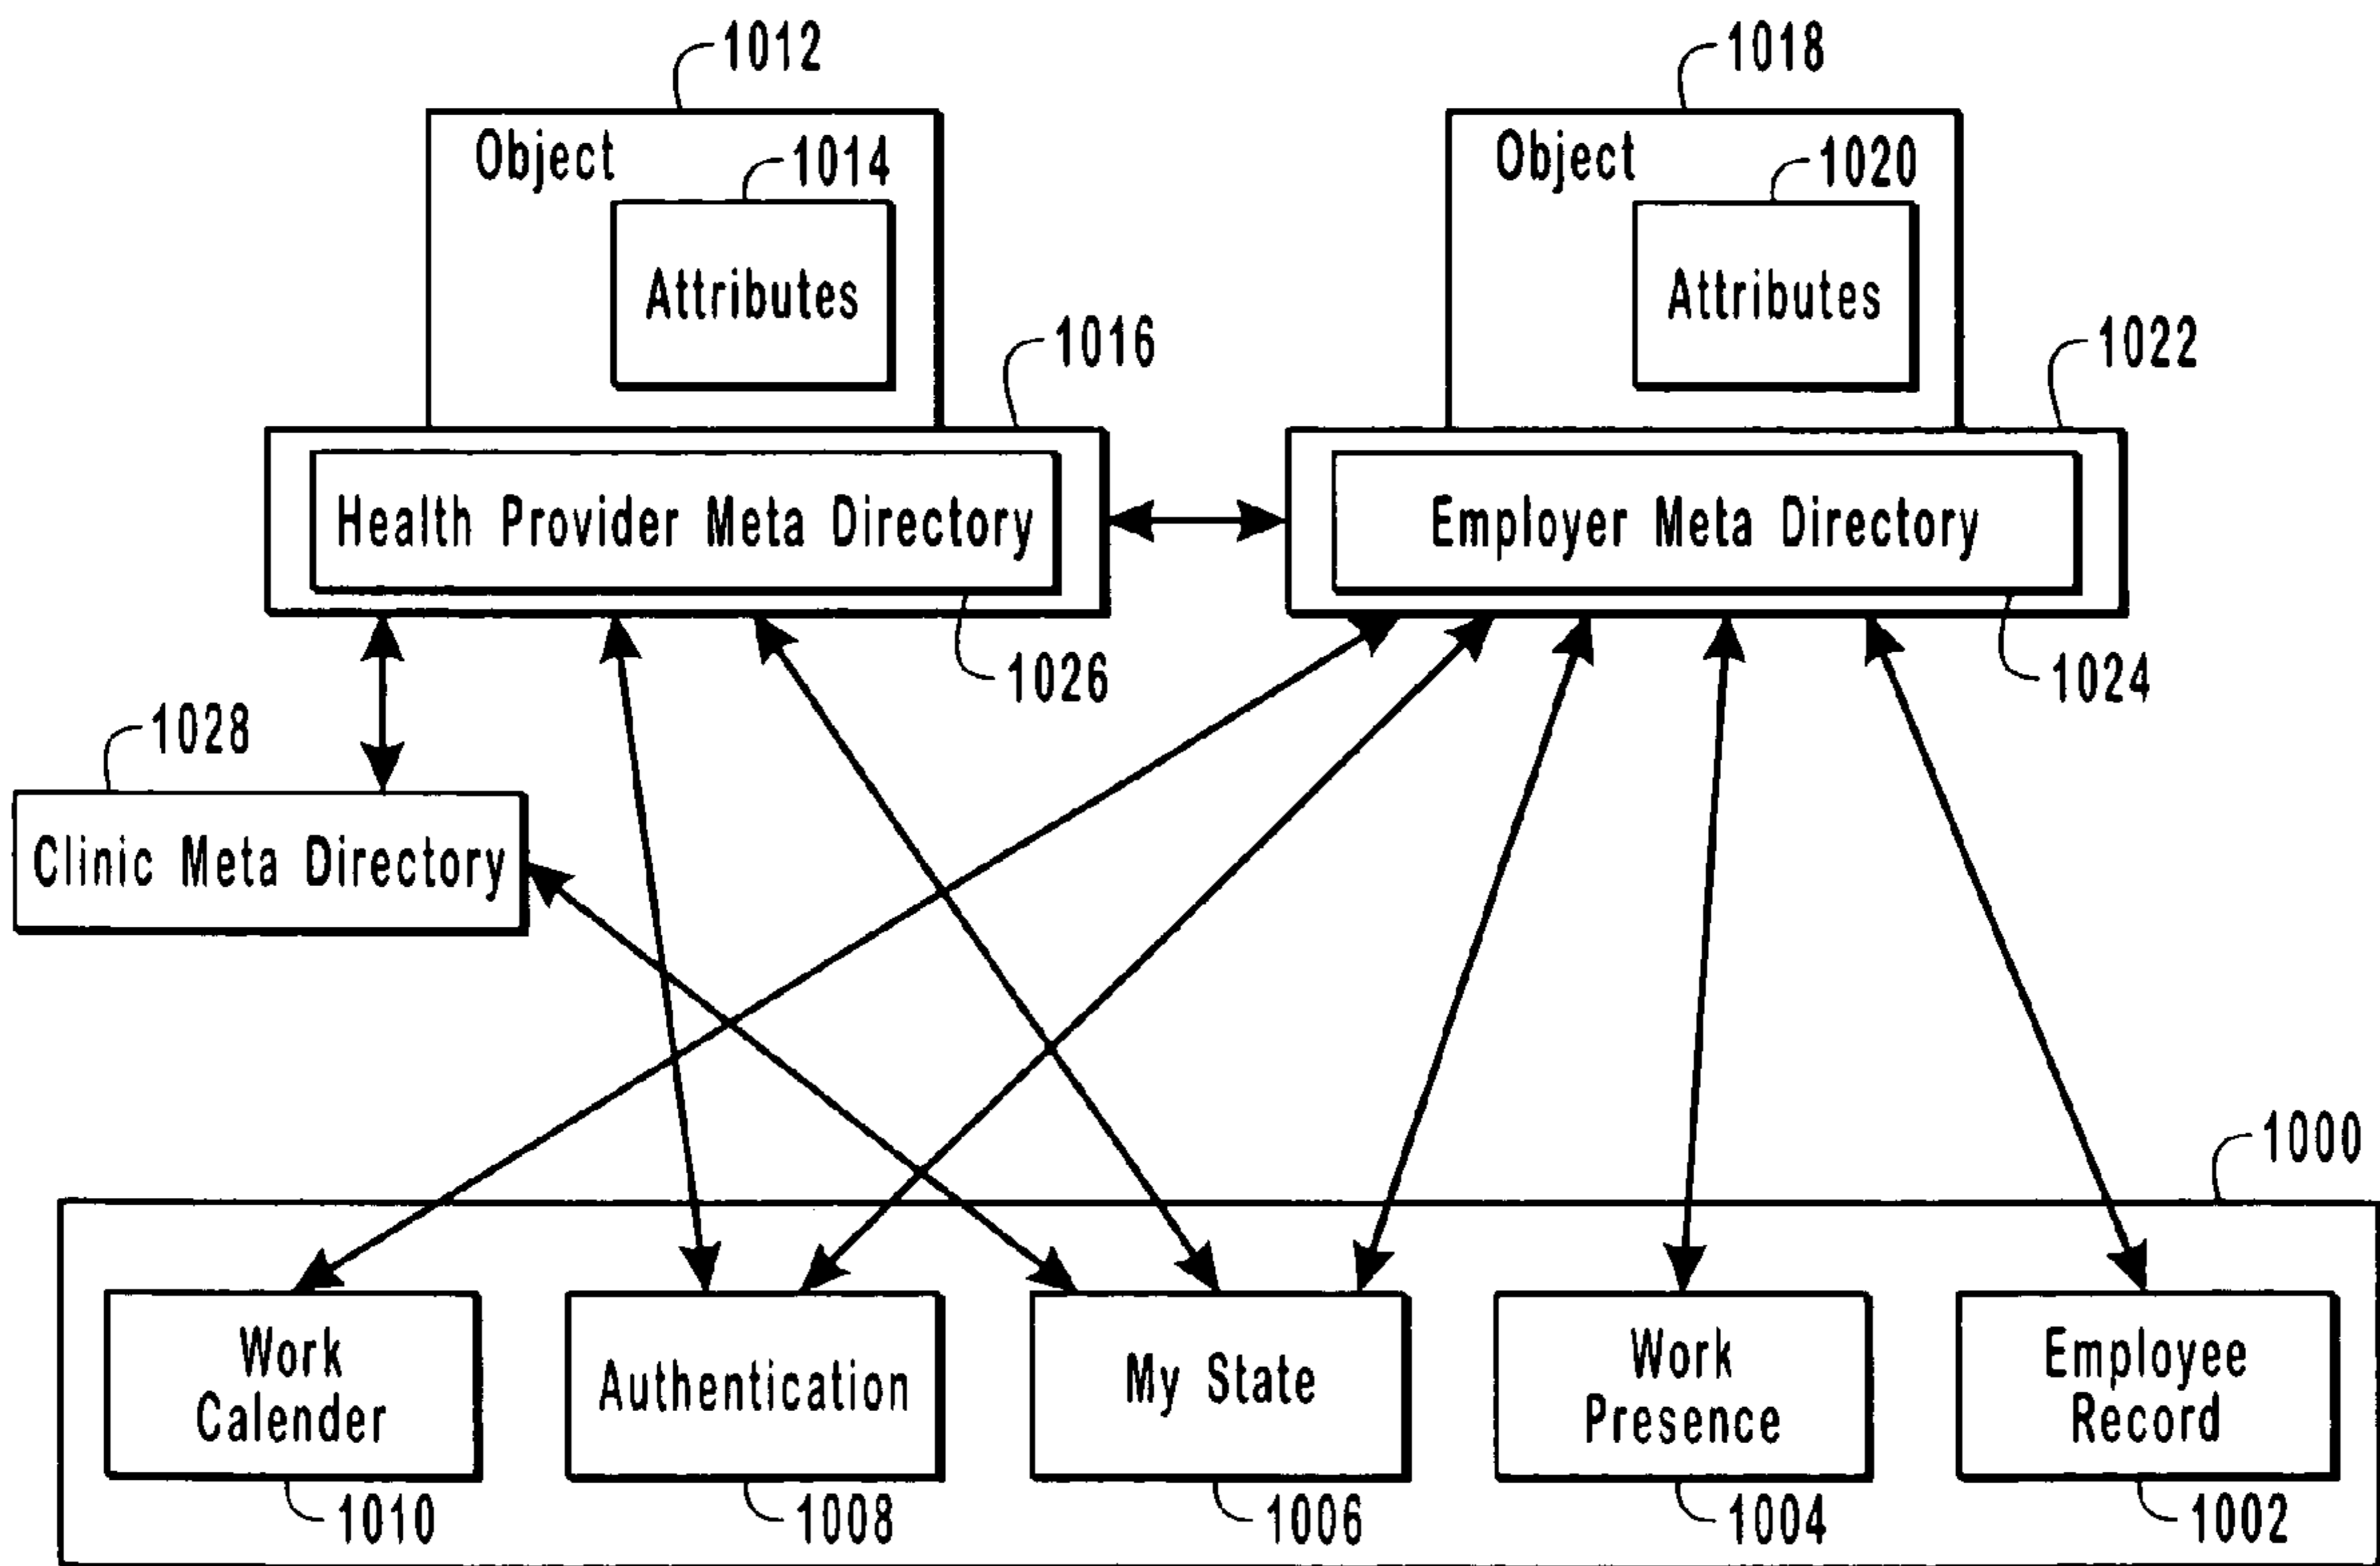 1012
1018
Object
1014
Object
1020
Attributes
Attributes
1016
1022
Health Provider Meta Directory
Employer Meta Directory
1026
1024
1028
Clinic Meta Directory
1000
Work
Calender
Authentication
My State
Work
Presence
Employee
Record
1010
1008
1006
1004
1002